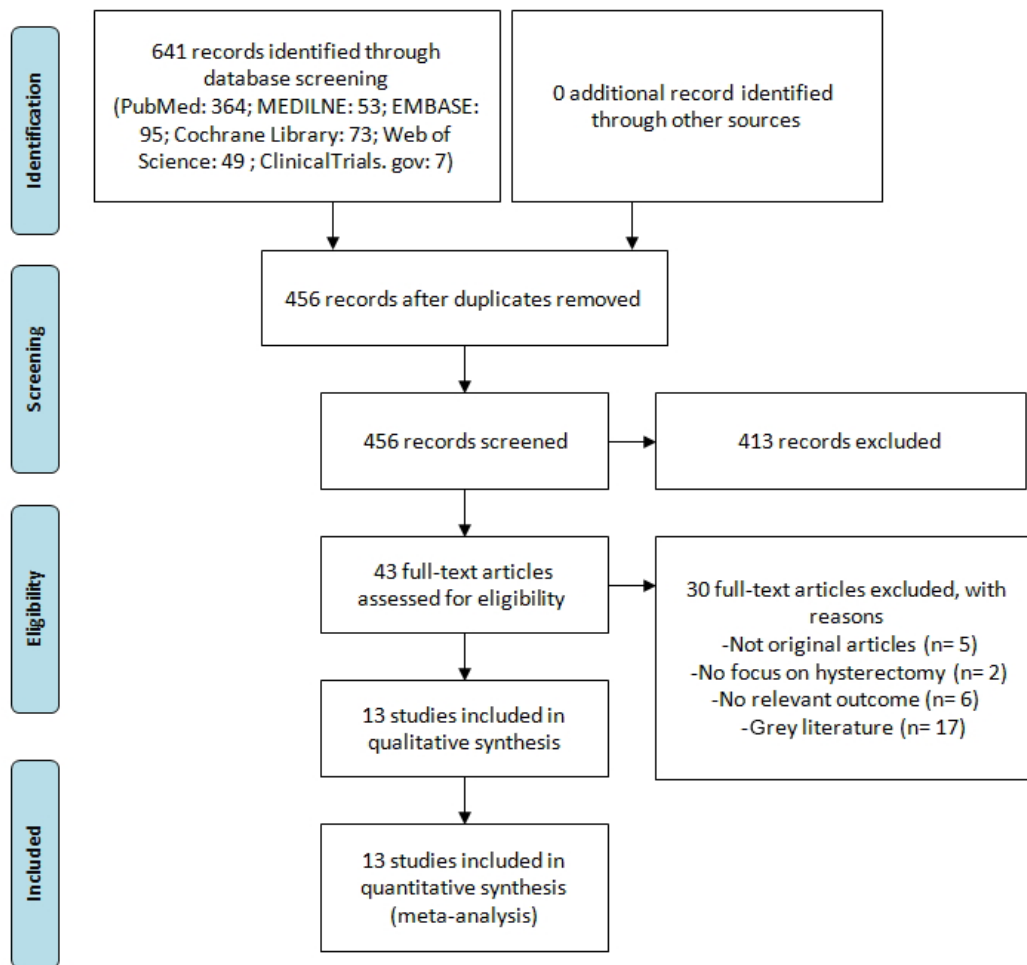 Identification
641 records identified through
database screening
(PubMed: 364; MEDILNE: 53; EMBASE:
95; Cochrane Library: 73; Web of
Science: 49 ; ClinicalTrials. gov: 7)
0 additional record identified
through other sources
Screening
456 records after duplicates removed
456 records screened
413 records excluded
Eligibility
43 full-text articles
assessed for eligibility
30 full-text articles excluded, with
reasons
-Not original articles (n= 5)
-No focus on hysterectomy (n= 2)
-No relevant outcome (n= 6)
-Grey literature (n= 17)
13 studies included in
qualitative synthesis
Included
13 studies included in
quantitative synthesis
(meta-analysis)